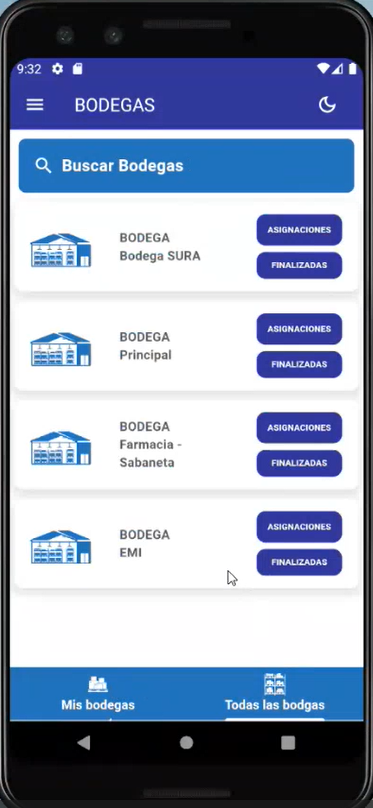 9:32
BODEGAS
Buscar Bodegas
BODEGA
Bodega SURA
ASIGNACIONES
FINALIZADAS
BODEGA
Principal
ASIGNACIONES
FINALIZADAS
BODEGA
Farmacia -
Sabaneta
ASIGNACIONES
FINALIZADAS
BODEGA
EMI
ASIGNACIONES
FINALIZADAS
Mis bodegas
Todas las bodgas